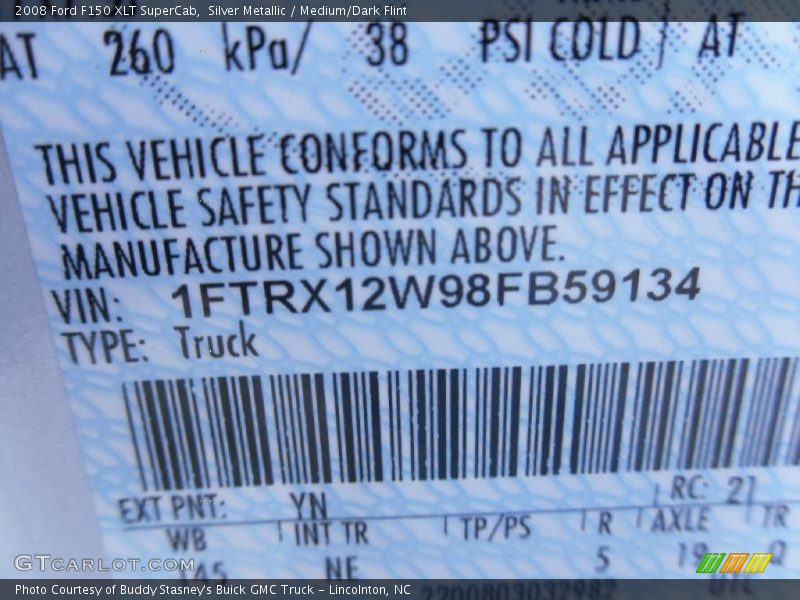 2008 Ford F150 XLT SuperCab, Silver Metallic / Medium/Dark Flint
AT 260 kPa/ 38 PSI COLD AT
THIS VEHICLE CONFORMS TO ALL APPLICABLE
VEHICLE SAFETY STANDARDS IN EFFECT ON TH
MANUFACTURE SHOWN ABOVE.
VIN: 1FTRX12W98FB59134
TYPE: Truck
EXT PNT: YN RC: 21
WB INT TR TP/PS R AXLE TR
145 NE 5 19 Q
GTcarlot.com
Photo Courtesy of Buddy Stasney's Buick GMC Truck – Lincolnton, NC